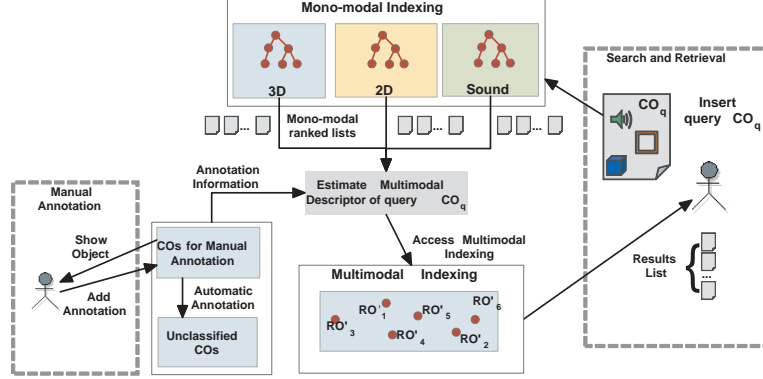 Mono-modal Indexing
3D
2D
Sound
Mono-modal
ranked lists
...
...
...
Search and Retrieval
CO q
Insert
query CO q
Results
List
...
Annotation
Information
Estimate Multimodal
Descriptor of query CO q
Manual
Annotation
Show
Object
Add
Annotation
COs for Manual
Annotation
Automatic
Annotation
Unclassified
COs
Access Multimodal
Indexing
Multimodal Indexing
RO' 1
RO' 2
RO' 3
RO' 4
RO' 5
RO' 6